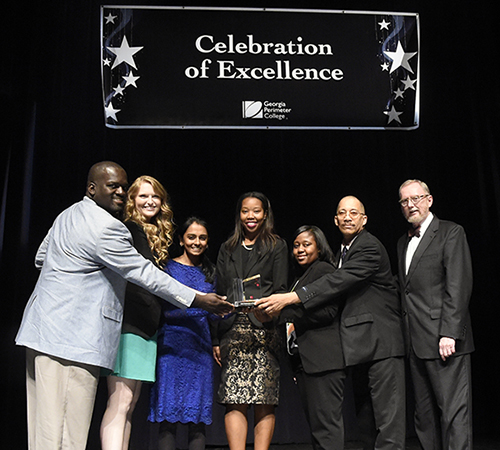 Celebration
of Excellence
Georgia
Perimeter
College